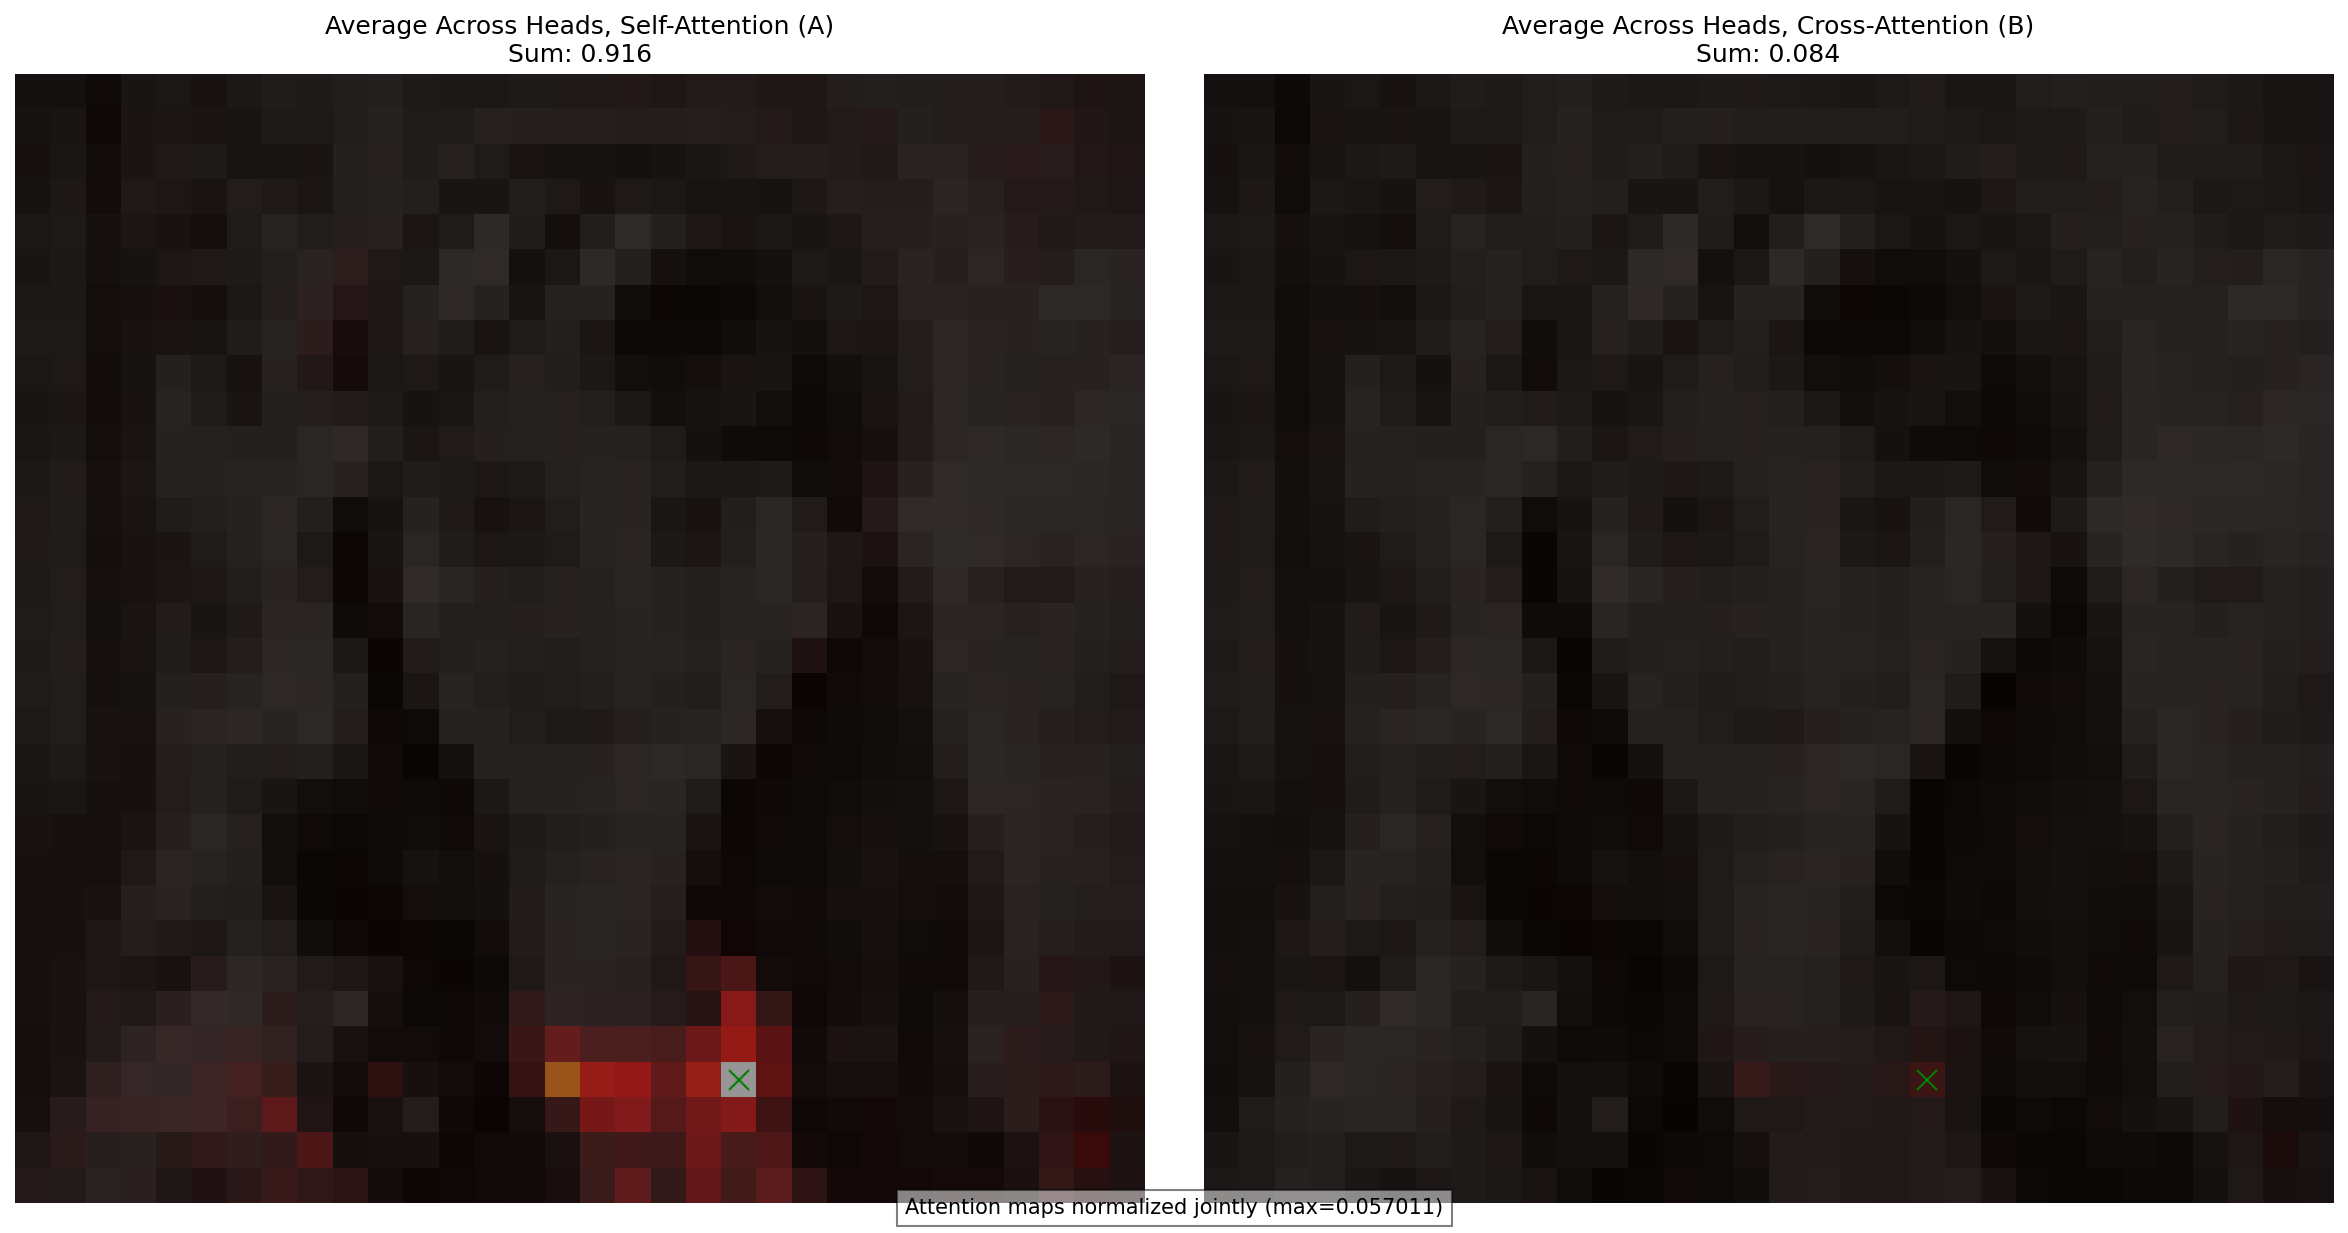 Average Across Heads, Self-Attention (A)
Sum: 0.916
Average Across Heads, Cross-Attention (B)
Sum: 0.084
Attention maps normalized jointly (max=0.057011)